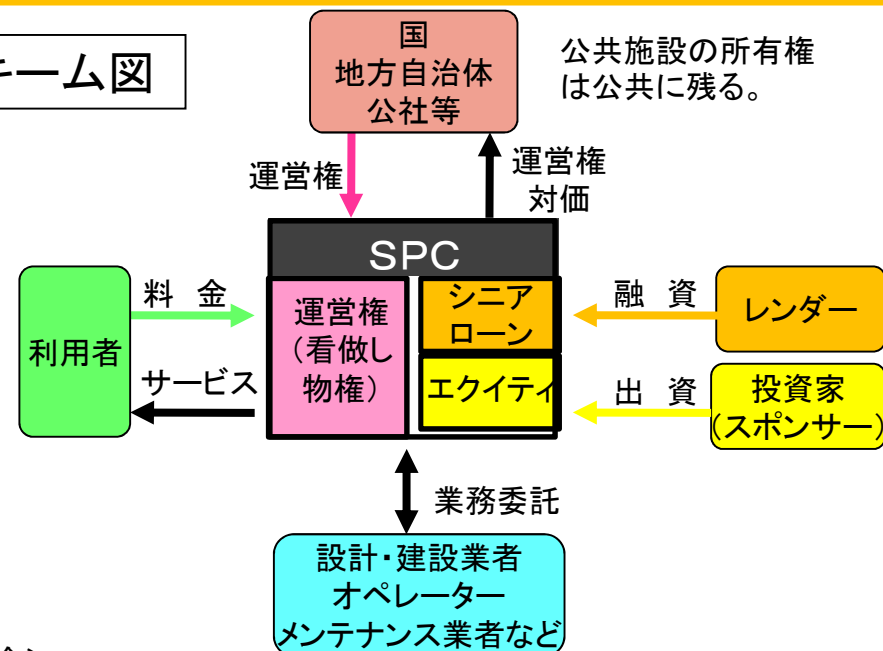 キーム図
国
地方自治体
公社等
公共施設の所有権
は公共に残る。
運営権
運営権
対価
SPC
料 金
利用者
サービス
運営権
(看做し
物権)
シニア
ローン
エクイティ
融 資
レンダー
出 資
投資家
(スポンサー)
業務委託
設計・建設業者
オペレーター
メンテナンス業者など